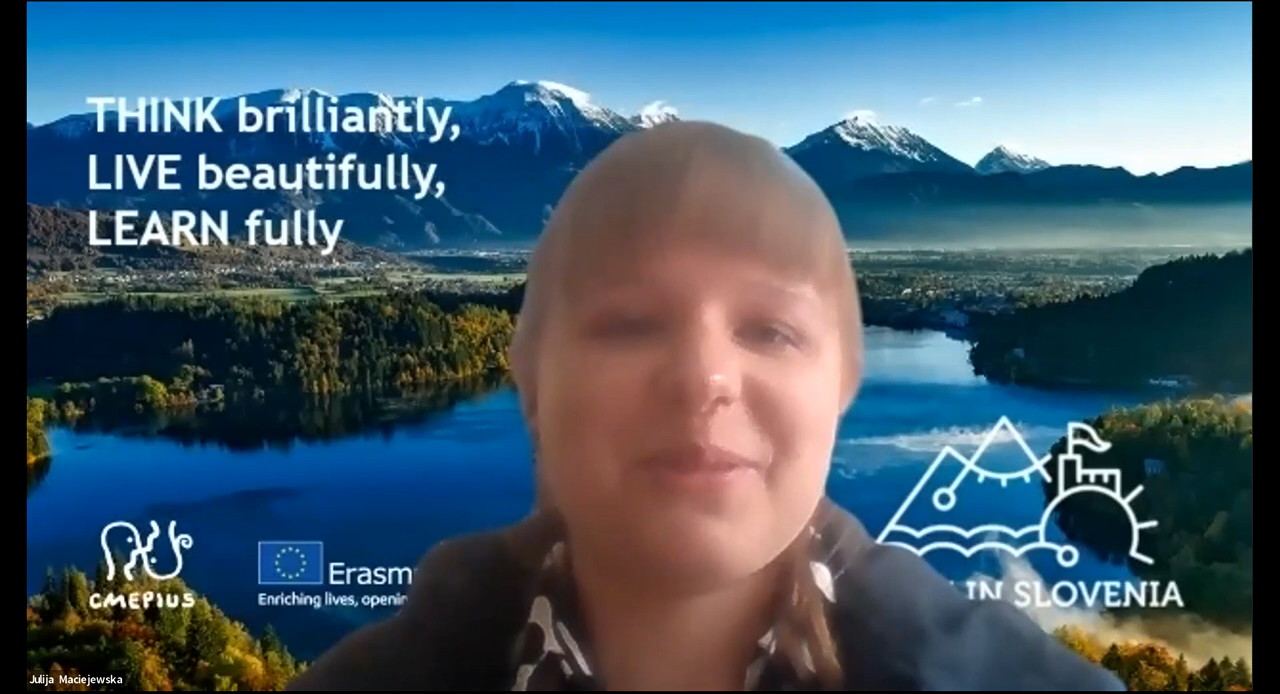 THINK brilliantly,
LIVE beautifully,
LEARN fully
CMEPIUS
Erasm
Enriching lives, openin
IN SLOVENIA
Julija Maciejewska